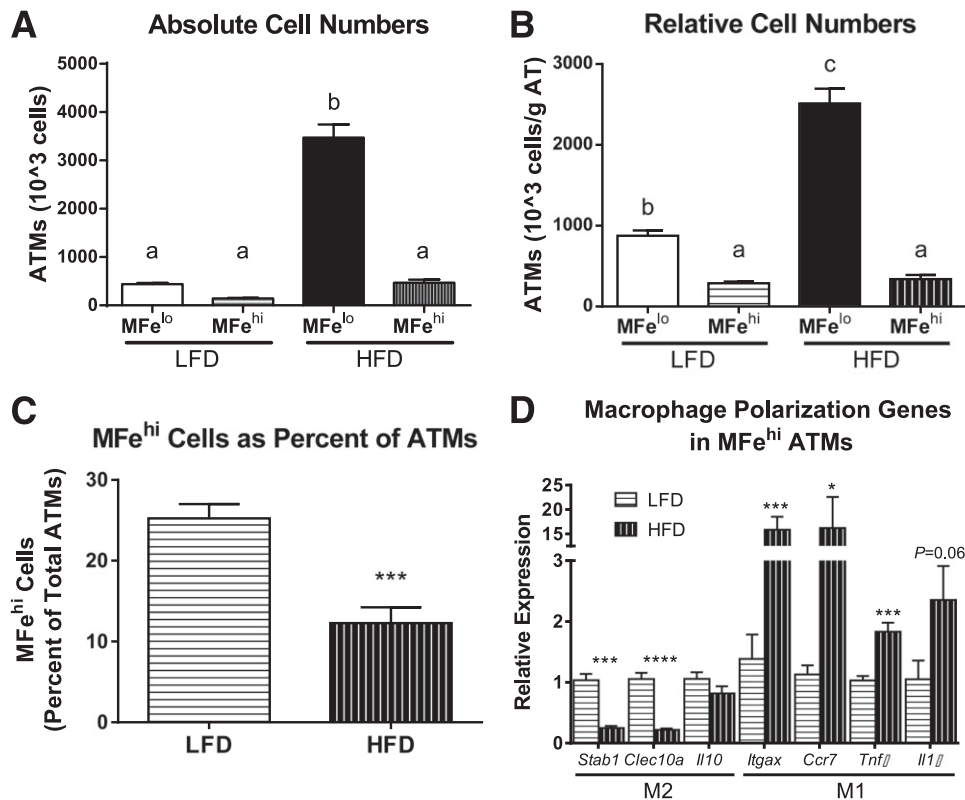 A Absolute Cell Numbers
ATMs (10^3 cells)
5000
4000
3000
2000
1000
0
a
a
b
a
MFe^lo MFe^hi MFe^lo MFe^hi
LFD HFD
B Relative Cell Numbers
ATMs (10^3 cells/g AT)
3000
2000
1000
0
b
a
c
a
MFe^lo MFe^hi MFe^lo MFe^hi
LFD HFD
C
MFe^hi Cells as Percent of ATMs
MFe^hi Cells
(Percent of Total ATMs)
30
20
10
0
***
LFD HFD
D Macrophage Polarization Genes
in MFe^hi ATMs
Relative Expression
25
20
15
10
5
3
2
1
0
LFD
HFD
*** **** *** * *** P=0.06
Stab1 Clec10a Il10 Itgax Ccr7 Tnf▯ Il1▯
M2 M1